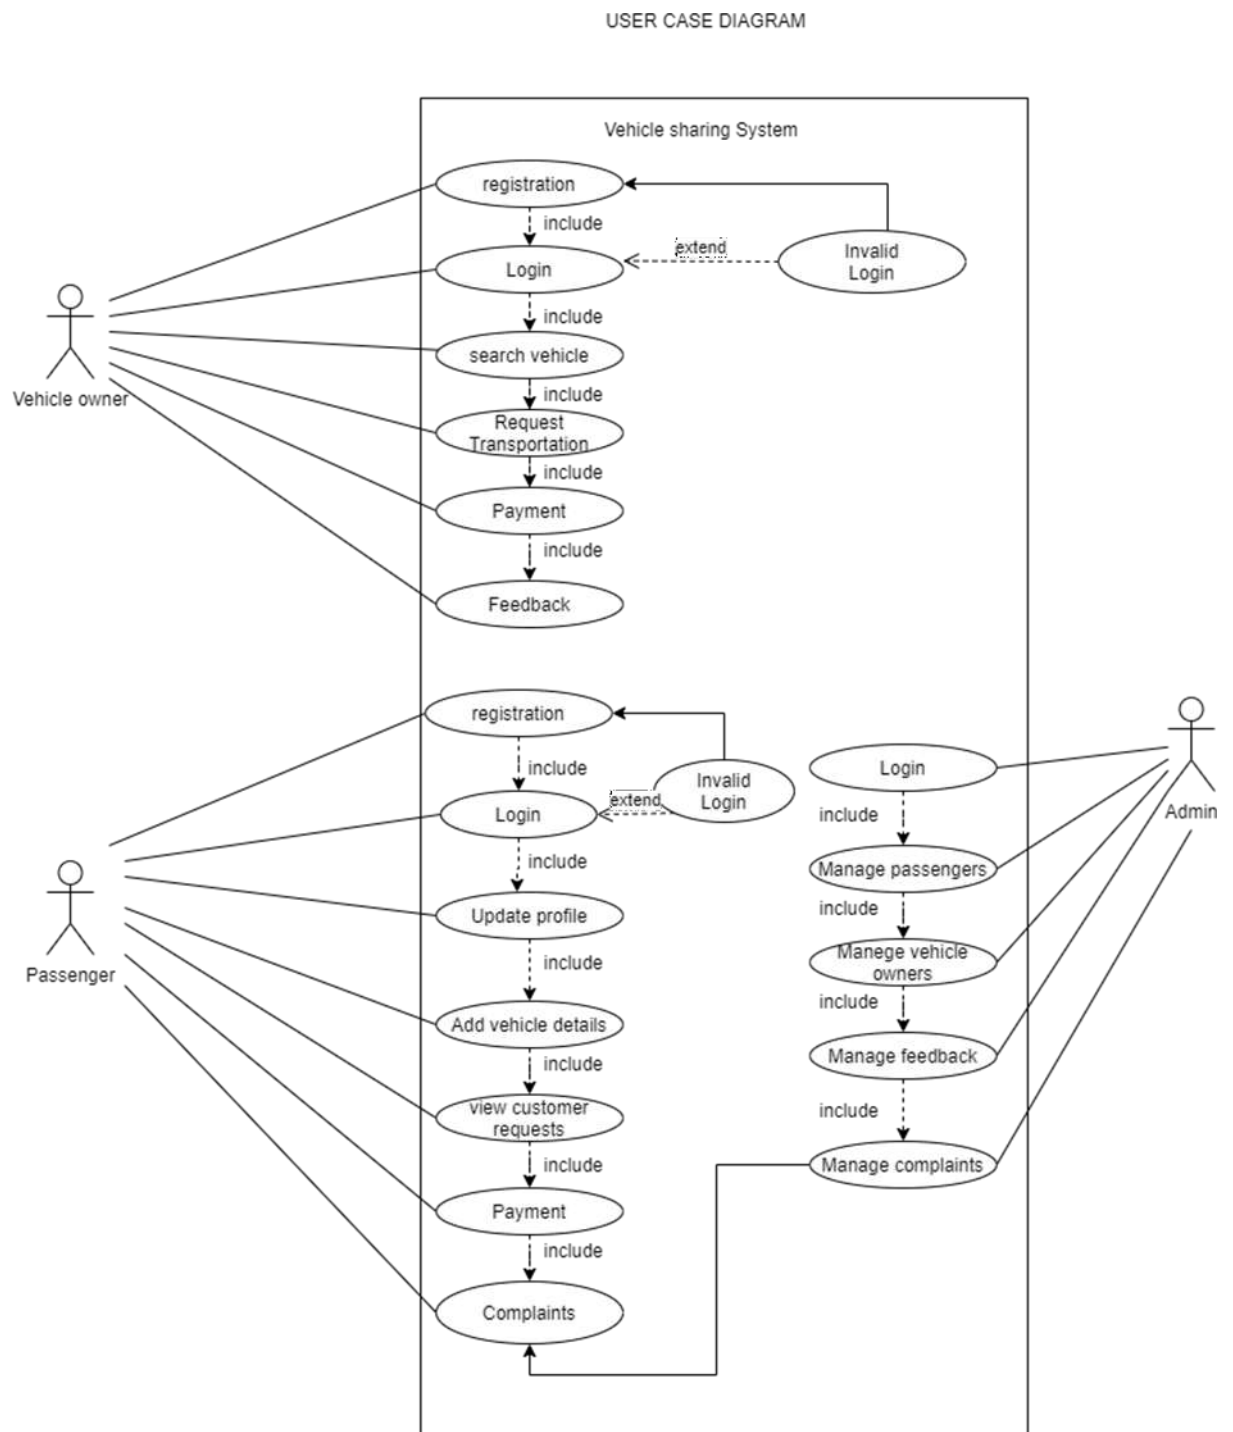 USER CASE DIAGRAM
Vehicle sharing System
registration
include
extend
Invalid
Login
Login
include
search vehicle
include
Request
Transportation
include
Payment
include
Feedback
Vehicle owner
registration
include
Invalid
Login
extend
Login
include
Update profile
include
Add vehicle details
include
view customer
requests
include
Payment
include
Complaints
Passenger
Login
include
Manage passengers
include
Manege vehicle
owners
include
Manage feedback
include
Manage complaints
Admin